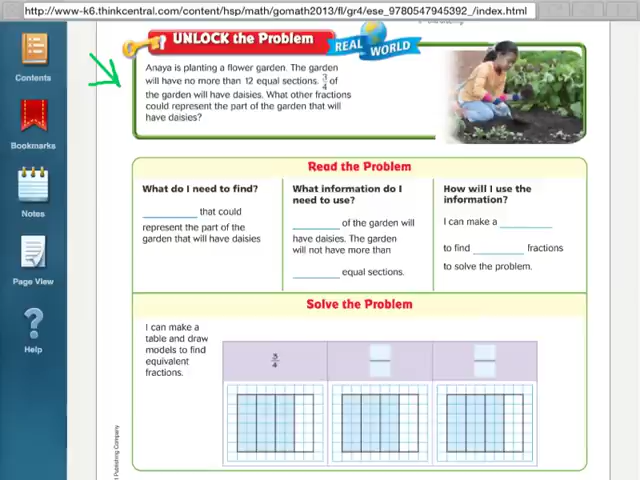 http://www-k6.thinkcentral.com/content/hsp/math/gomath2013/fl/gr4/ese_9780547945392_/index.html
UNLOCK the Problem REAL WORLD
Contents
Bookmarks
Notes
Page View
Help
Anaya is planting a flower garden. The garden
will have no more than 12 equal sections. 3/4 of
the garden will have daisies. What other fractions
could represent the part of the garden that will
have daisies?
Read the Problem
What do I need to find?
that could
represent the part of the
garden that will have daisies
What information do I
need to use?
of the garden will
have daisies. The garden
will not have more than
equal sections.
How will I use the
information?
I can make a
to find fractions
to solve the problem.
Solve the Problem
I can make a
table and draw
models to find
equivalent
fractions.
3/4
Publishing Company